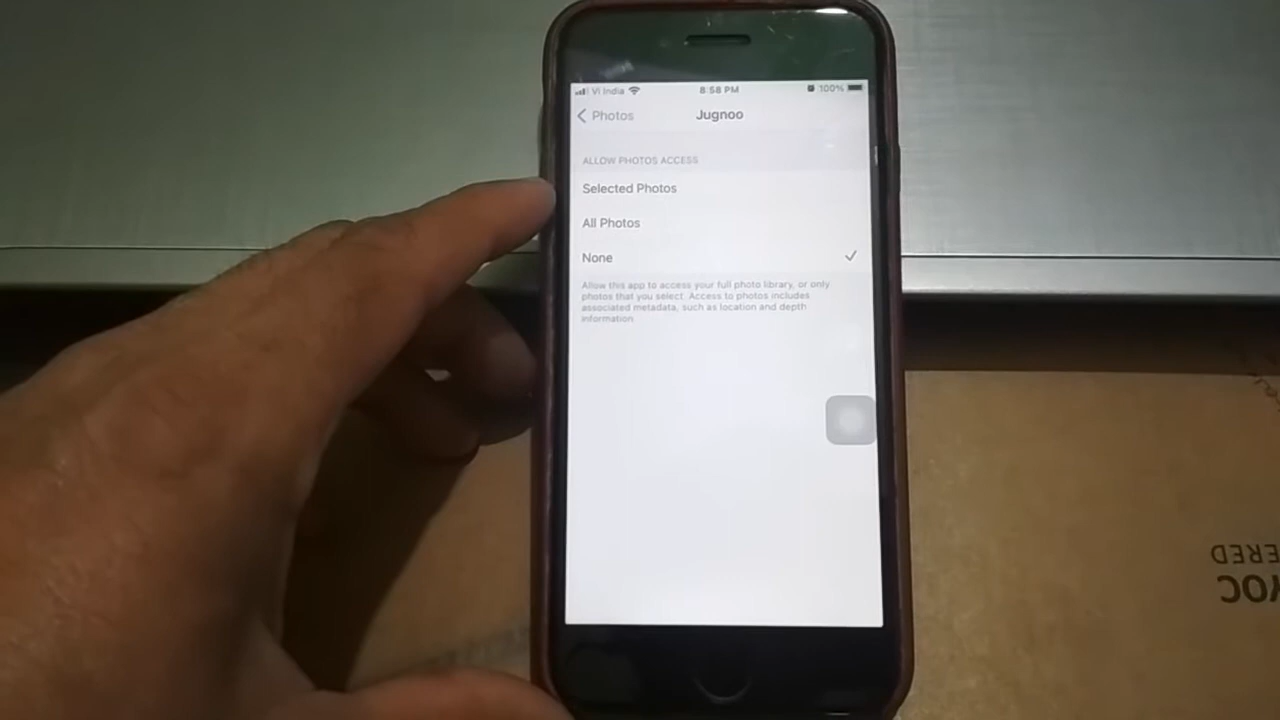 Vi India 8:58 PM 100%
Photos Jugnoo
ALLOW PHOTOS ACCESS
Selected Photos
All Photos
None
Allow this app to access your full photo library, or only
photos that you select. Access to photos includes
associated metadata, such as location and depth
information.
ERED
YOC